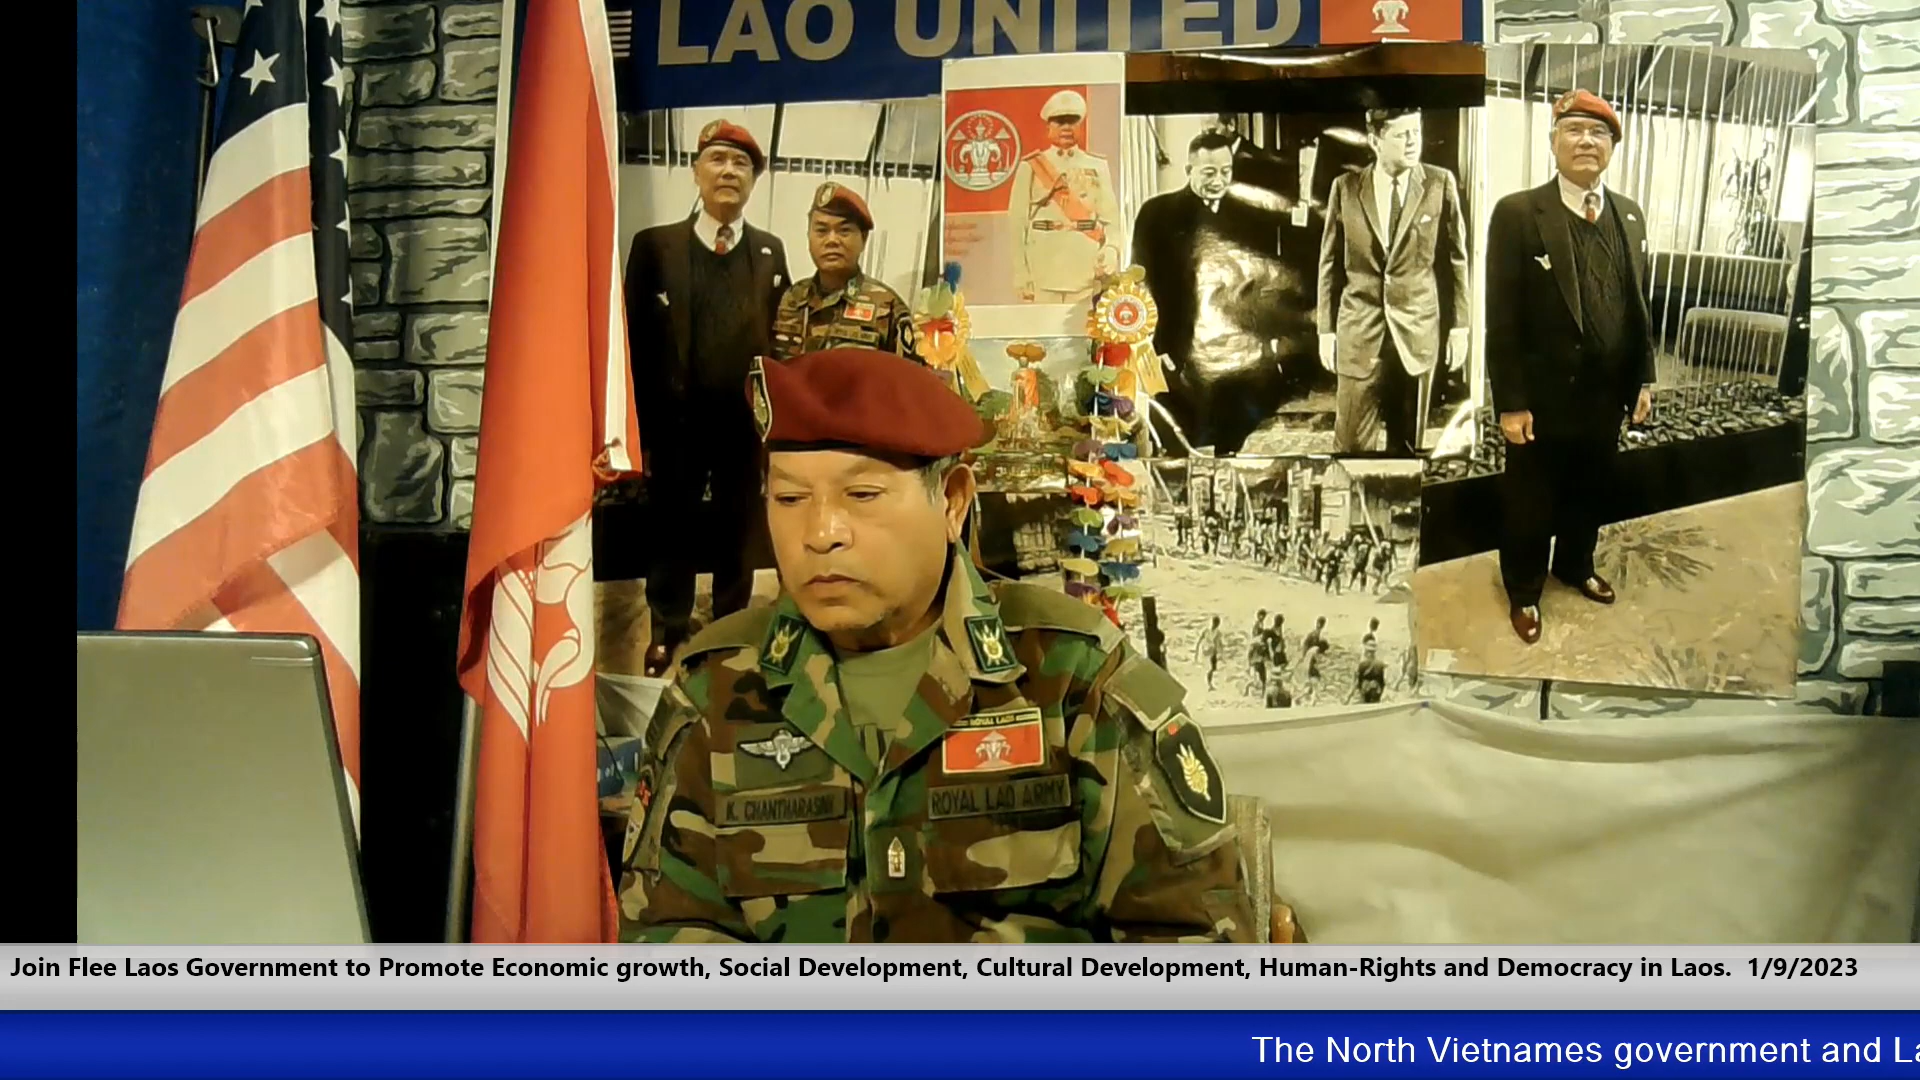 LAO UNITED
ROYAL LAOS
K. CHANTHARASINH
ROYAL LAO ARMY
Join Flee Laos Government to Promote Economic growth, Social Development, Cultural Development, Human-Rights and Democracy in Laos.  1/9/2023
The North Vietnames government and La